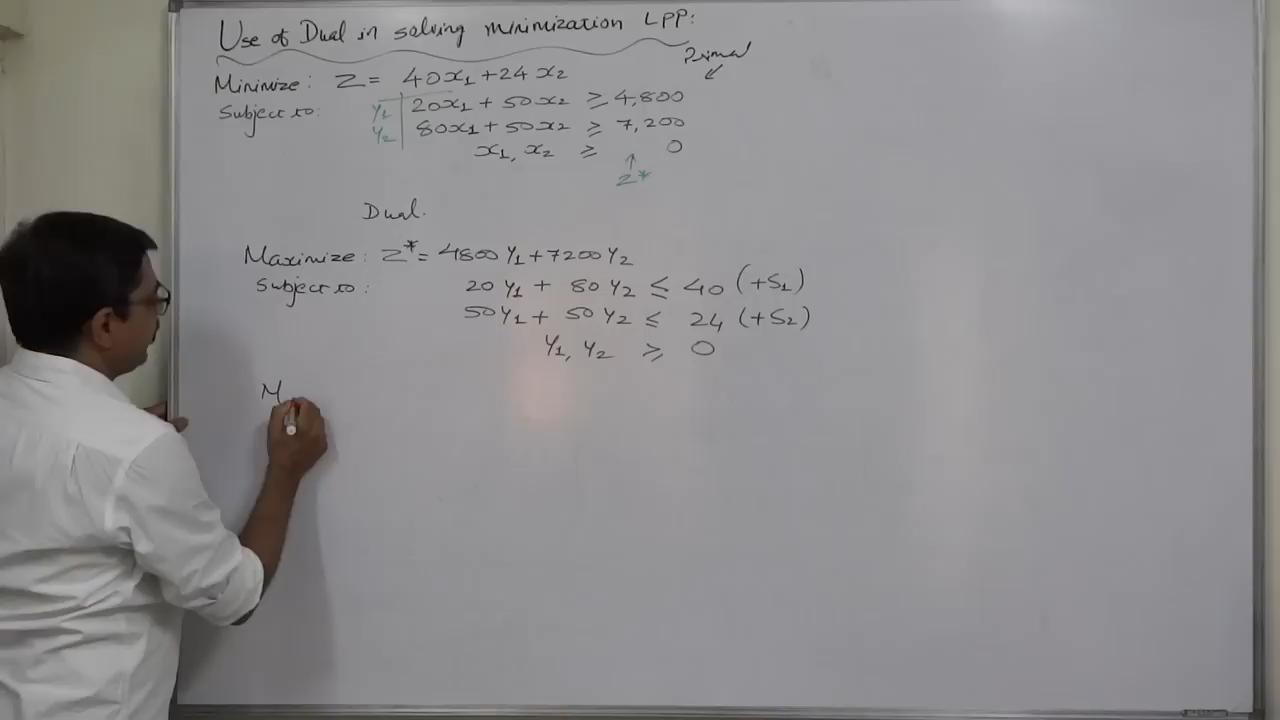 Use of Dual in solving minimization LPP:
Primal
Minimize: Z = 40x₁ + 24x₂
Subject to: y₁ 20x₁ + 50x₂ ≥ 4,800
y₂ 80x₁ + 50x₂ ≥ 7,200
x₁, x₂ ≥ 0
↑
Z*
Dual.
Maximize: Z* = 4800 y₁ + 7200 y₂
Subject to: 20 y₁ + 80 y₂ ≤ 40 (+S₁)
50 y₁ + 50 y₂ ≤ 24 (+S₂)
y₁, y₂ ≥ 0
M